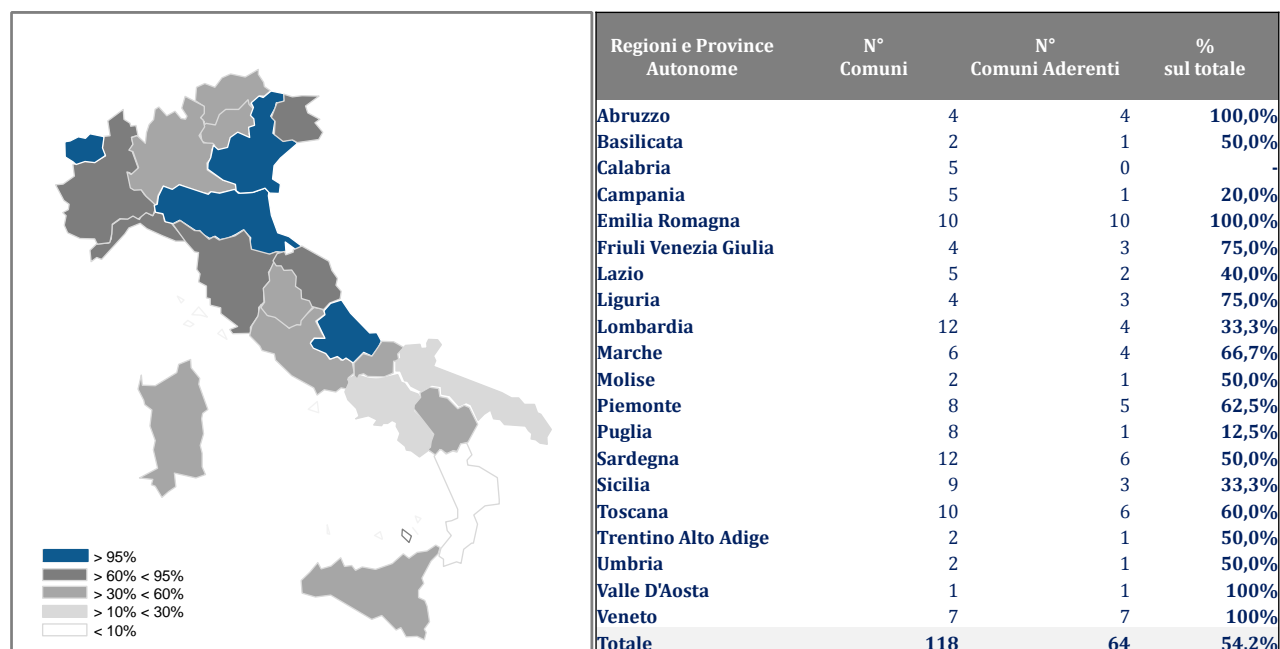 > 95%
> 60% < 95%
> 30% < 60%
> 10% < 30%
< 10%
Regioni e Province Autonome N° Comuni N° Comuni Aderenti % sul totale
Abruzzo 4 4 100,0%
Basilicata 2 1 50,0%
Calabria 5 0 -
Campania 5 1 20,0%
Emilia Romagna 10 10 100,0%
Friuli Venezia Giulia 4 3 75,0%
Lazio 5 2 40,0%
Liguria 4 3 75,0%
Lombardia 12 4 33,3%
Marche 6 4 66,7%
Molise 2 1 50,0%
Piemonte 8 5 62,5%
Puglia 8 1 12,5%
Sardegna 12 6 50,0%
Sicilia 9 3 33,3%
Toscana 10 6 60,0%
Trentino Alto Adige 2 1 50,0%
Umbria 2 1 50,0%
Valle D'Aosta 1 1 100%
Veneto 7 7 100%
Totale 118 64 54,2%